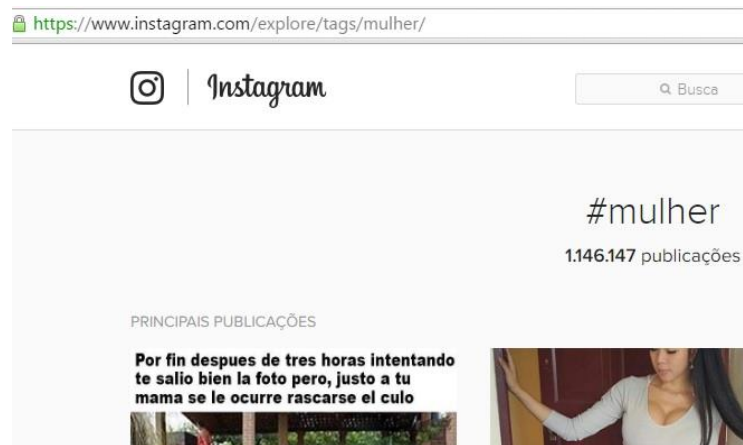 https://www.instagram.com/explore/tags/mulher/
Instagram
Busca
#mulher
1.146.147 publicações
PRINCIPAIS PUBLICAÇÕES
Por fin despues de tres horas intentando
te salio bien la foto pero, justo a tu
mama se le ocurre rascarse el culo